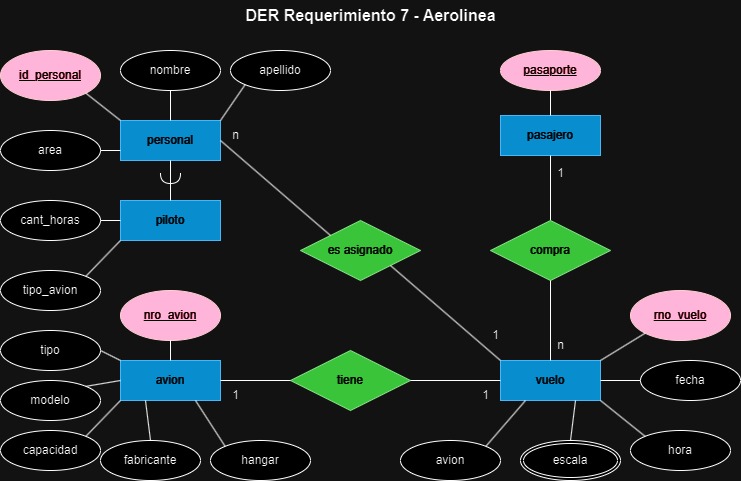 DER Requerimiento 7 - Aerolinea
id_personal
nombre
apellido
pasaporte
personal
n
pasajero
area
1
cant_horas
piloto
es asignado
compra
tipo_avion
nro_avion
rno_vuelo
1
n
tipo
avion
1
tiene
1
vuelo
fecha
modelo
capacidad
fabricante
hangar
avion
escala
hora